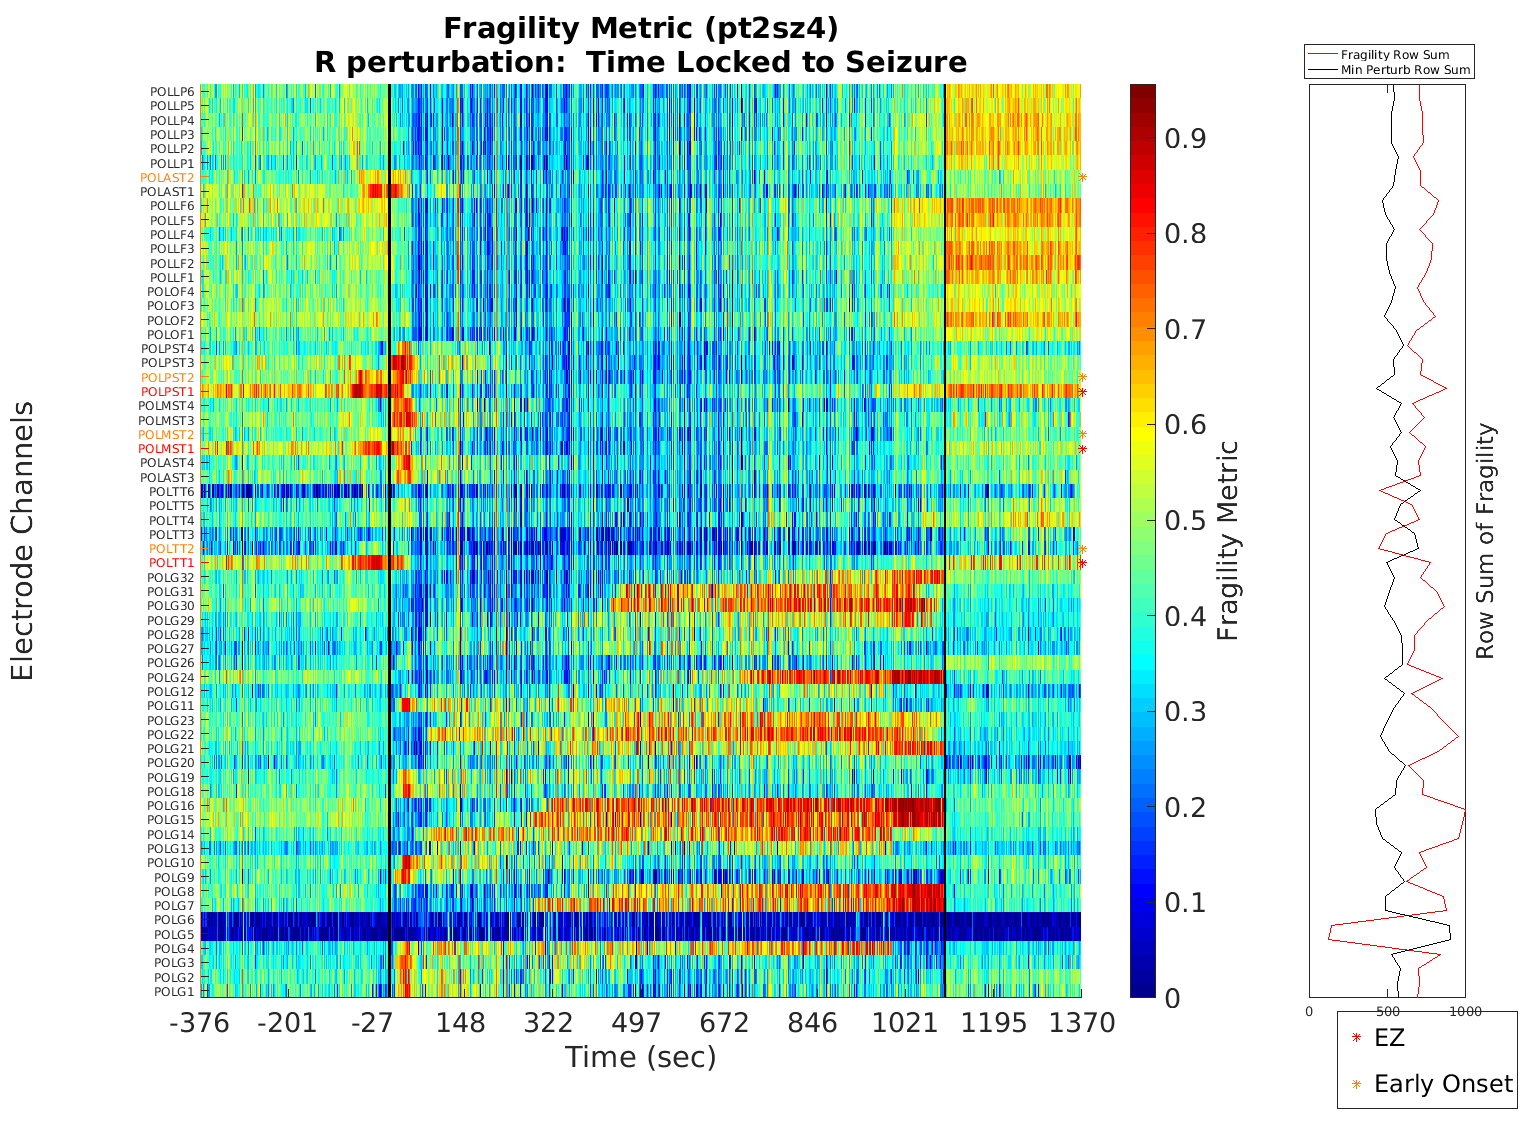 Fragility Metric (pt2sz4)
R perturbation: Time Locked to Seizure
Electrode Channels
POLLP6
POLLP5
POLLP4
POLLP3
POLLP2
POLLP1
POLAST2
POLAST1
POLLF6
POLLF5
POLLF4
POLLF3
POLLF2
POLLF1
POLOF4
POLOF3
POLOF2
POLOF1
POLPST4
POLPST3
POLPST2
POLPST1
POLMST4
POLMST3
POLMST2
POLMST1
POLAST4
POLAST3
POLTT6
POLTT5
POLTT4
POLTT3
POLTT2
POLTT1
POLG32
POLG31
POLG30
POLG29
POLG28
POLG27
POLG26
POLG24
POLG12
POLG11
POLG23
POLG22
POLG21
POLG20
POLG19
POLG18
POLG16
POLG15
POLG14
POLG13
POLG10
POLG9
POLG8
POLG7
POLG6
POLG5
POLG4
POLG3
POLG2
POLG1
-376 -201 -27 148 322 497 672 846 1021 1195 1370
Time (sec)
0.9
0.8
0.7
0.6
0.5
0.4
0.3
0.2
0.1
0
Fragility Metric
Fragility Row Sum
Min Perturb Row Sum
0 500 1000
Row Sum of Fragility
EZ
Early Onset